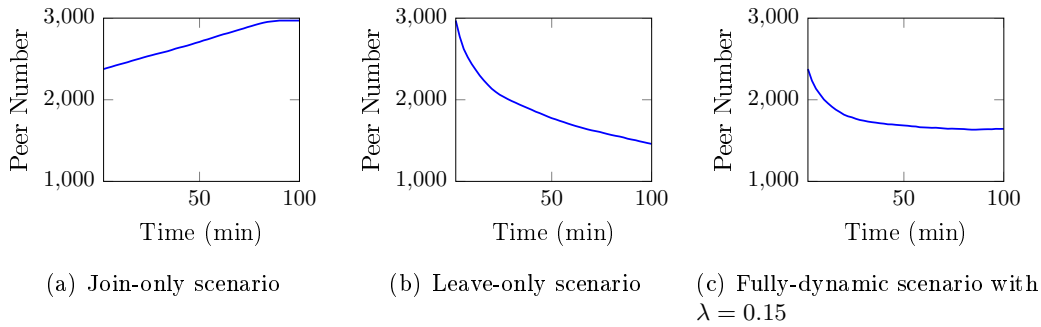 3,000
2,000
1,000
Peer Number
50
100
Time (min)
(a) Join-only scenario
3,000
2,000
1,000
Peer Number
50
100
Time (min)
(b) Leave-only scenario
3,000
2,000
1,000
Peer Number
50
100
Time (min)
(c) Fully-dynamic scenario with
λ = 0.15